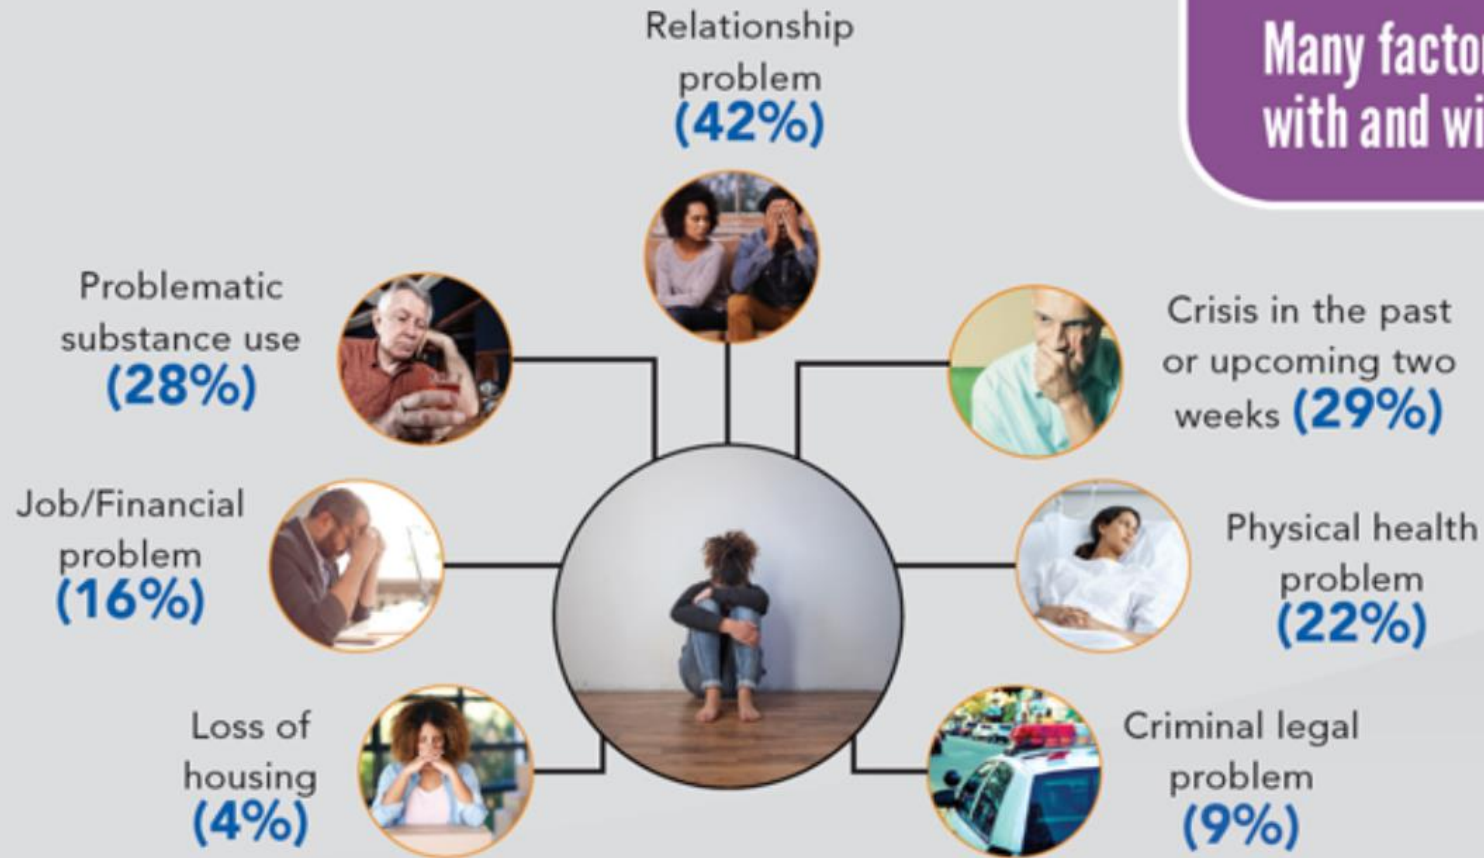 Relationship
problem
(42%)
Many facto
with and wi
Problematic
substance use
(28%)
Crisis in the past
or upcoming two
weeks (29%)
Job/Financial
problem
(16%)
Physical health
problem
(22%)
Loss of
housing
(4%)
Criminal legal
problem
(9%)